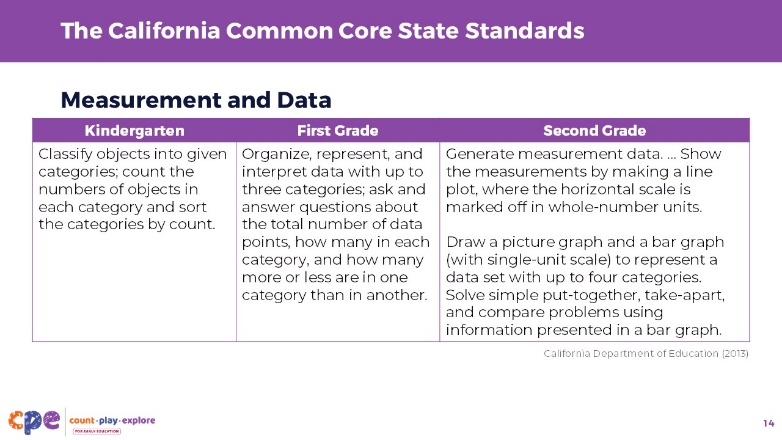 The California Common Core State Standards
Measurement and Data
Kindergarten
Classify objects into given
categories; count the
numbers of objects in
each category and sort
the categories by count.
First Grade
Organize, represent, and
interpret data with up to
three categories; ask and
answer questions about
the total number of data
points, how many in each
category, and how many
more or less are in one
category than in another.
Second Grade
Generate measurement data. ... Show
the measurements by making a line
plot, where the horizontal scale is
marked off in whole-number units.
Draw a picture graph and a bar graph
(with single-unit scale) to represent a
data set with up to four categories.
Solve simple put-together, take-apart,
and compare problems using
information presented in a bar graph.
California Department of Education (2013)
cpe
count·play·explore
FOR EARLY EDUCATION
14